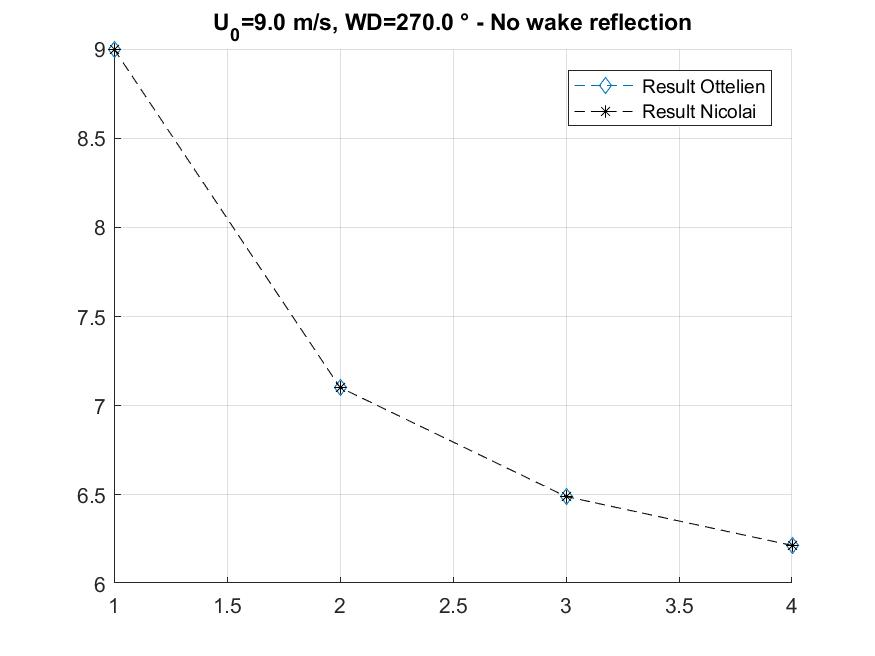 U₀=9.0 m/s, WD=270.0 ° - No wake reflection
Result Ottelien
Result Nicolai
9
8.5
8
7.5
7
6.5
6
1 1.5 2 2.5 3 3.5 4